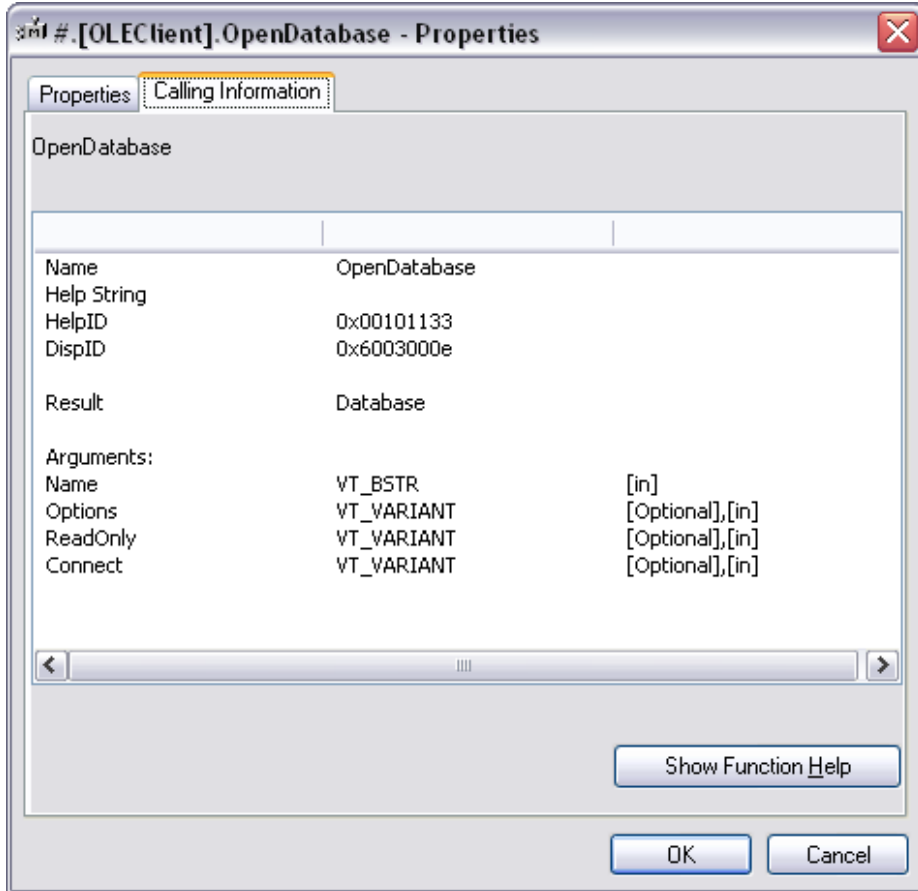 #.[OLEClient].OpenDatabase - Properties
Properties Calling Information
OpenDatabase
Name OpenDatabase
Help String
HelpID 0x00101133
DispID 0x6003000e
Result Database
Arguments:
Name VT_BSTR [in]
Options VT_VARIANT [Optional],[in]
ReadOnly VT_VARIANT [Optional],[in]
Connect VT_VARIANT [Optional],[in]
Show Function Help
OK Cancel